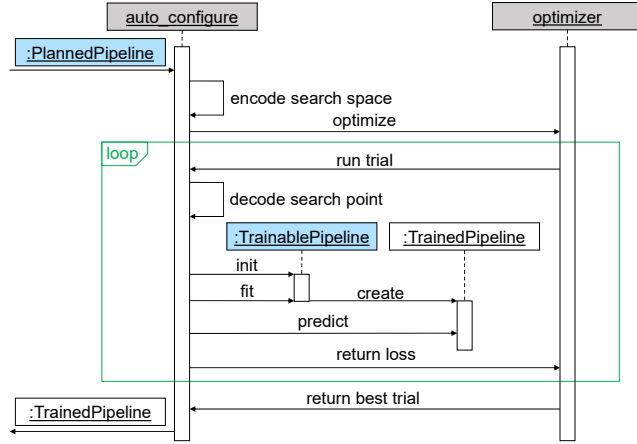 auto_configure
optimizer
:PlannedPipeline
encode search space
optimize
loop
run trial
decode search point
:TrainablePipeline
:TrainedPipeline
init
fit
create
predict
return loss
return best trial
:TrainedPipeline